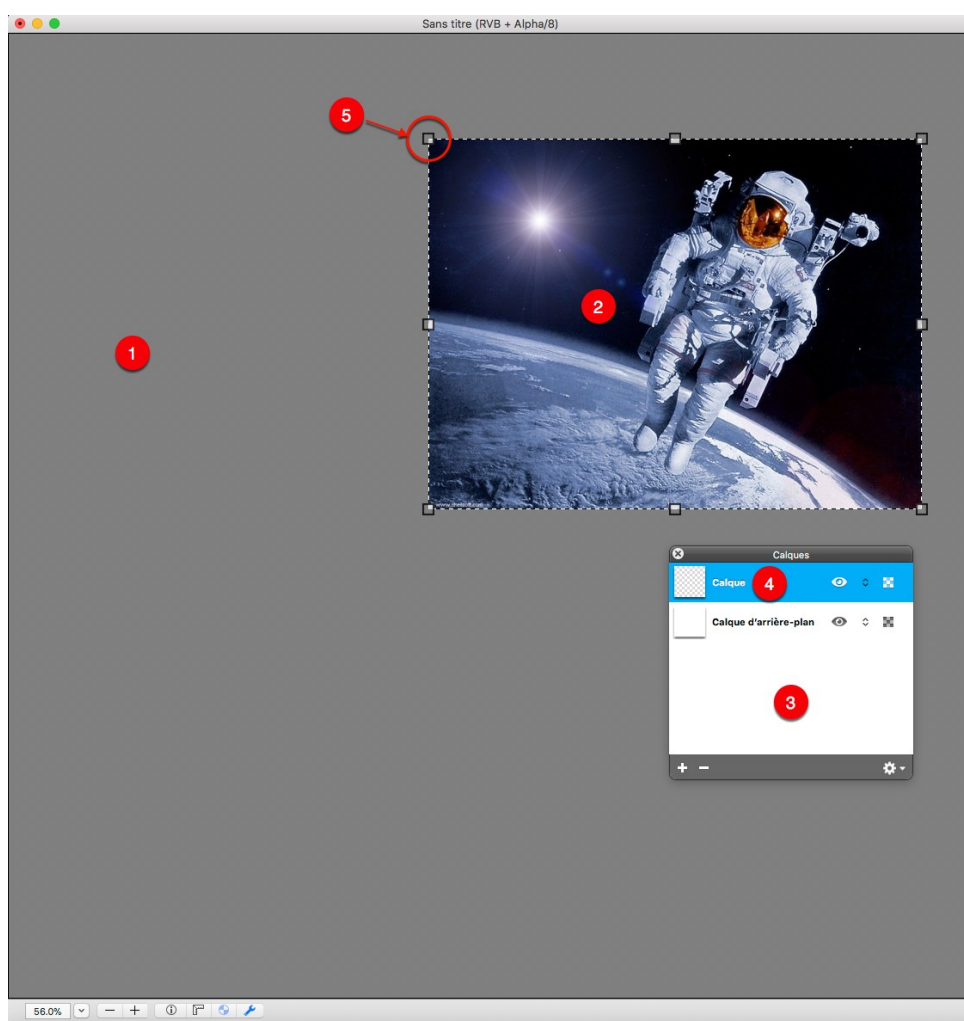 Sans titre (RVB + Alpha/8)
5
2
1
Calques
Calque 4
Calque d'arrière-plan
3
56.0%